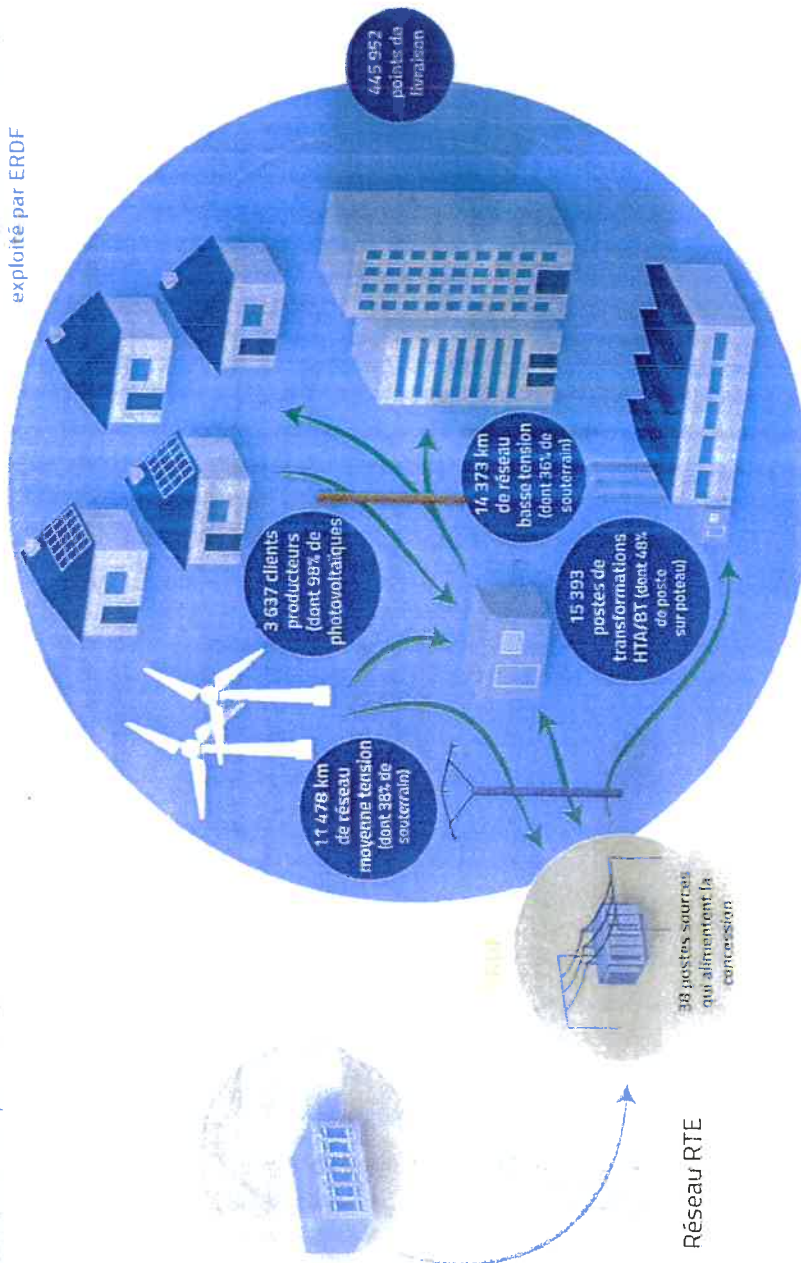 exploité par ERDF
445 952
points de
livraison
3 637 clients
producteurs
(dont 98% de
photovoltaïques
14 373 km
de réseau
basse tension
(dont 36% de
souterrain)
11 478 km
de réseau
moyenne tension
(dont 38% de
souterrain)
15 393
postes de
transformations
HTA/BT (dont 48%
de poste
sur poteau)
38 postes sources
qui alimentent la
concession
Réseau RTE